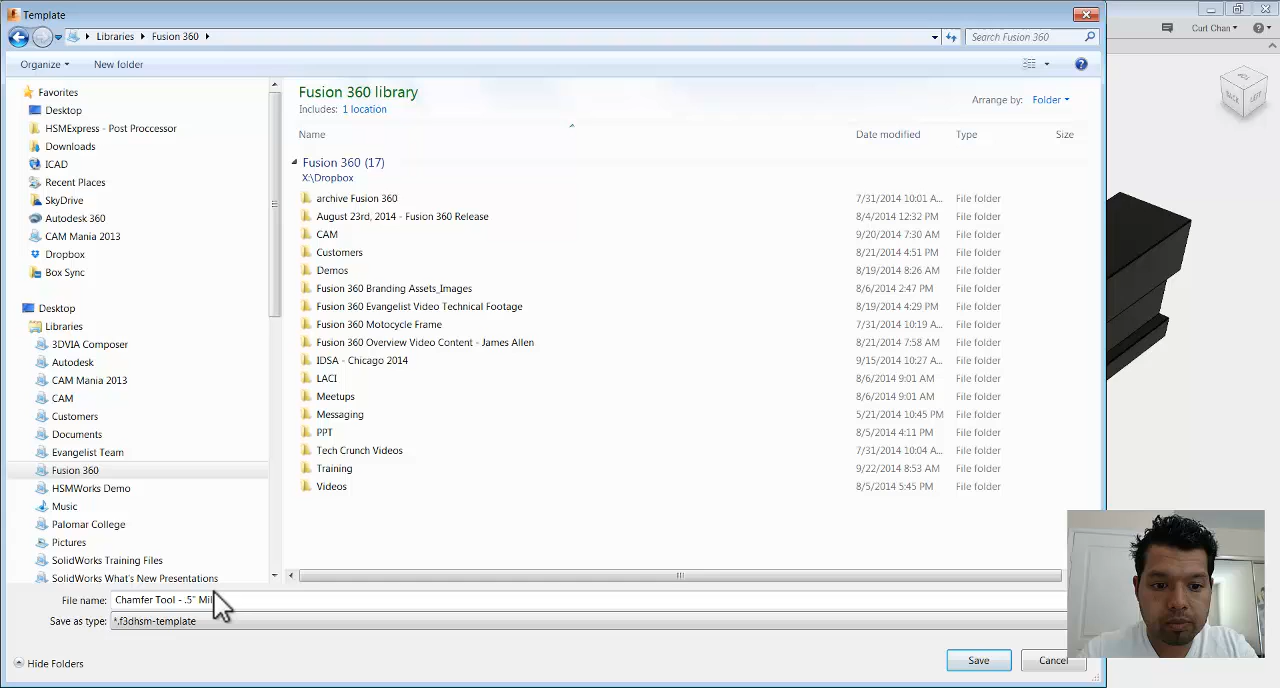 Template
Libraries Fusion 360
Search Fusion 360
Curt Chan
Organize New folder
BACK LEFT
Favorites
Desktop
HSMExpress - Post Proccessor
Downloads
ICAD
Recent Places
SkyDrive
Autodesk 360
CAM Mania 2013
Dropbox
Box Sync
Desktop
Libraries
3DVIA Composer
Autodesk
CAM Mania 2013
CAM
Customers
Documents
Evangelist Team
Fusion 360
HSMWorks Demo
Music
Palomar College
Pictures
SolidWorks Training Files
SolidWorks What's New Presentations
Fusion 360 library
Includes: 1 location
Arrange by: Folder
Name Date modified Type Size
Fusion 360 (17)
X:\Dropbox
archive Fusion 360 7/31/2014 10:01 A... File folder
August 23rd, 2014 - Fusion 360 Release 8/4/2014 12:32 PM File folder
CAM 9/20/2014 7:30 AM File folder
Customers 8/21/2014 4:51 PM File folder
Demos 8/19/2014 8:26 AM File folder
Fusion 360 Branding Assets_Images 8/6/2014 2:47 PM File folder
Fusion 360 Evangelist Video Technical Footage 8/19/2014 4:29 PM File folder
Fusion 360 Motocycle Frame 7/31/2014 10:19 A... File folder
Fusion 360 Overview Video Content - James Allen 8/21/2014 7:58 AM File folder
IDSA - Chicago 2014 9/15/2014 10:27 A... File folder
LACI 8/6/2014 9:01 AM File folder
Meetups 8/6/2014 9:01 AM File folder
Messaging 5/21/2014 10:45 PM File folder
PPT 8/5/2014 4:11 PM File folder
Tech Crunch Videos 7/31/2014 10:04 A... File folder
Training 9/22/2014 8:53 AM File folder
Videos 8/5/2014 5:45 PM File folder
File name: Chamfer Tool - .5" Mil
Save as type: *.f3dhsm-template
Hide Folders
Save Cancel